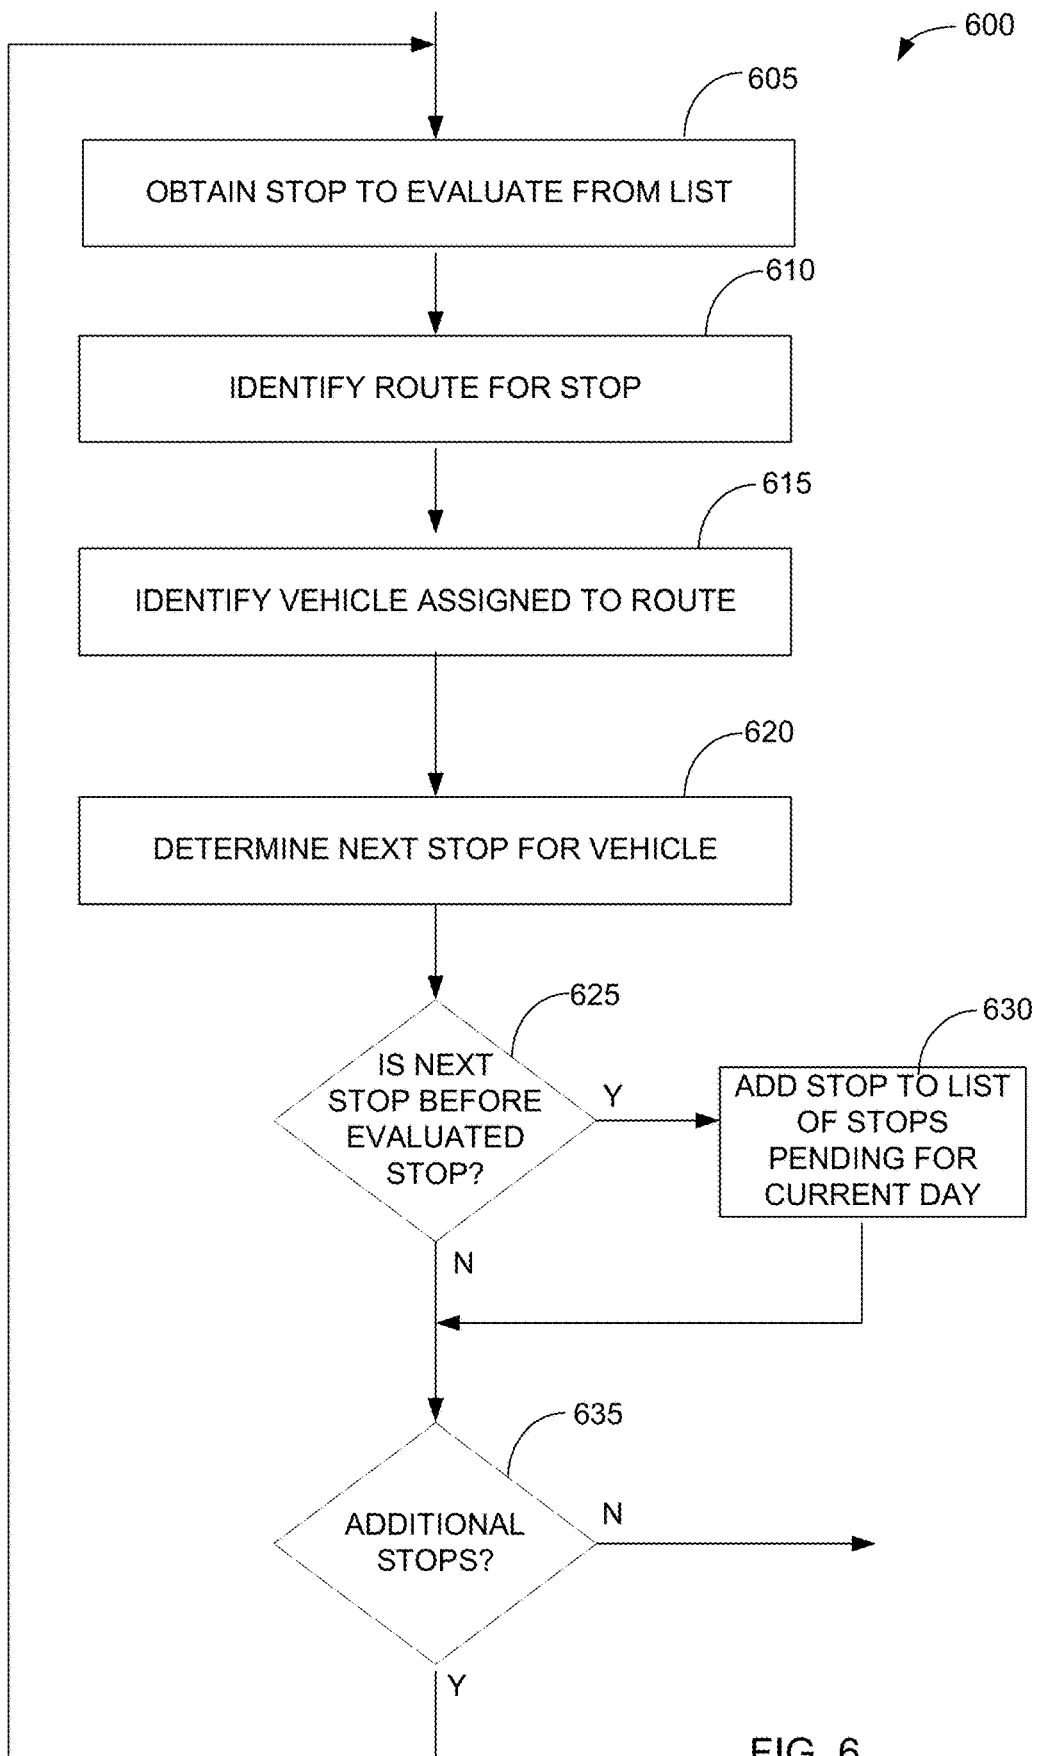 600
605
OBTAIN STOP TO EVALUATE FROM LIST
610
IDENTIFY ROUTE FOR STOP
615
IDENTIFY VEHICLE ASSIGNED TO ROUTE
620
DETERMINE NEXT STOP FOR VEHICLE
625
IS NEXT
STOP BEFORE
EVALUATED
STOP?
Y
630
ADD STOP TO LIST
OF STOPS
PENDING FOR
CURRENT DAY
N
635
ADDITIONAL
STOPS?
N
Y
FIG. 6